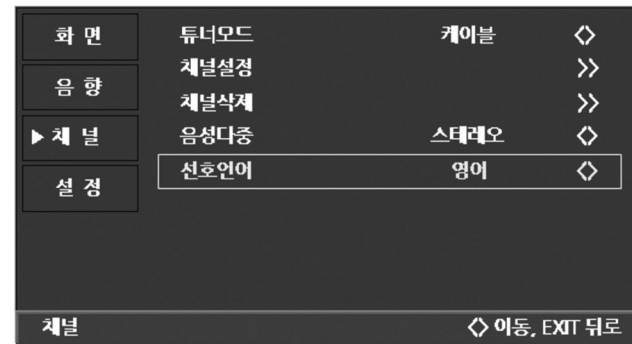 화 면
음 향
▶ 채 널
설 정
튜너모드 케이블 <>
채널설정 >>
채널삭제 >>
음성다중 스테레오 <>
선호언어 영어 <>
채널 <> 이동, EXIT 뒤로